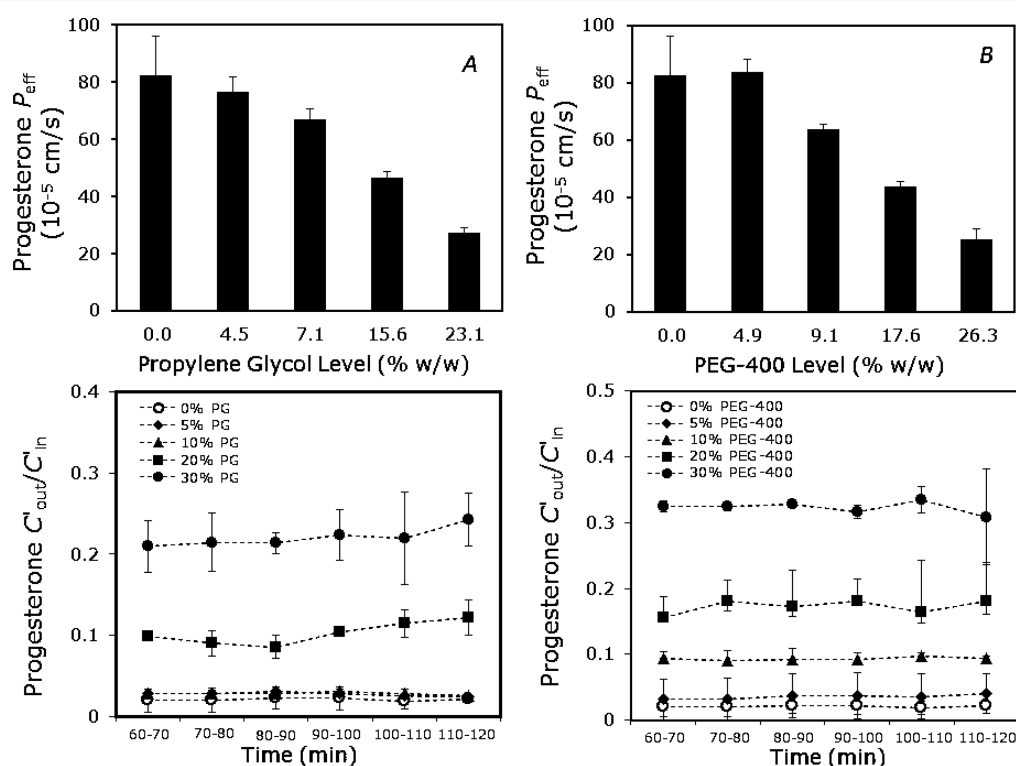 A
Progesterone Peff
(10⁻⁵ cm/s)
100
80
60
40
20
0
0.0 4.5 7.1 15.6 23.1
Propylene Glycol Level (% w/w)
B
Progesterone Peff
(10⁻⁵ cm/s)
100
80
60
40
20
0
0.0 4.9 9.1 17.6 26.3
PEG-400 Level (% w/w)
Progesterone C'out/C'in
0.4
0.3
0.2
0.1
0
0% PG
5% PG
10% PG
20% PG
30% PG
60-70 70-80 80-90 90-100 100-110 110-120
Time (min)
Progesterone C'out/C'in
0.5
0.4
0.3
0.2
0.1
0
0% PEG-400
5% PEG-400
10% PEG-400
20% PEG-400
30% PEG-400
60-70 70-80 80-90 90-100 100-110 110-120
Time (min)